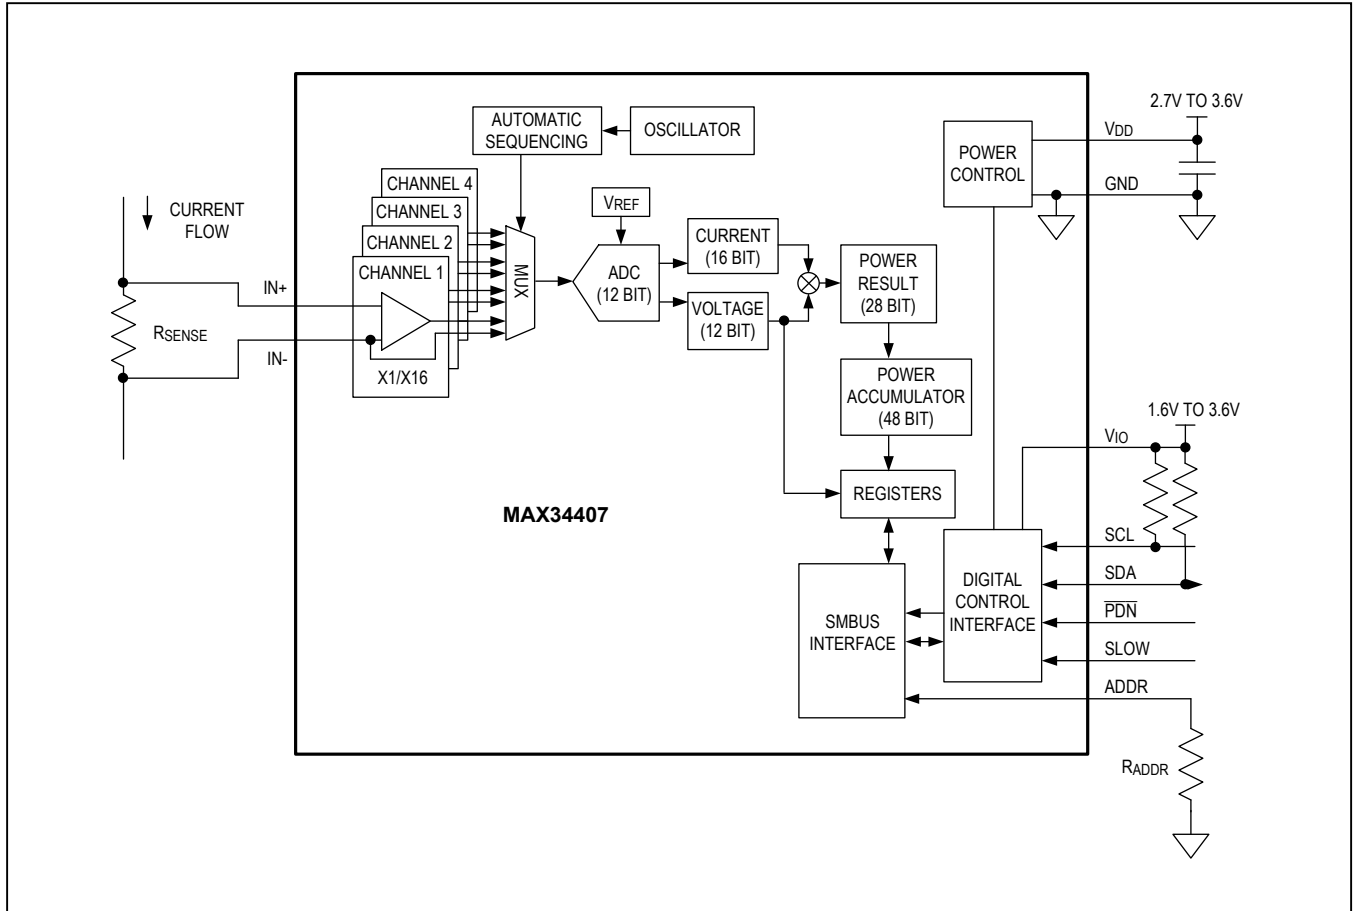 AUTOMATIC
SEQUENCING
OSCILLATOR
2.7V TO 3.6V
VDD
POWER
CONTROL
GND
CHANNEL 4
CHANNEL 3
CHANNEL 2
CHANNEL 1
X1/X16
CURRENT
FLOW
IN+
RSENSE
IN-
MUX
VREF
ADC
(12 BIT)
CURRENT
(16 BIT)
VOLTAGE
(12 BIT)
POWER
RESULT
(28 BIT)
POWER
ACCUMULATOR
(48 BIT)
REGISTERS
MAX34407
1.6V TO 3.6V
VIO
SCL
SDA
PDN
SLOW
ADDR
DIGITAL
CONTROL
INTERFACE
SMBUS
INTERFACE
RADDR